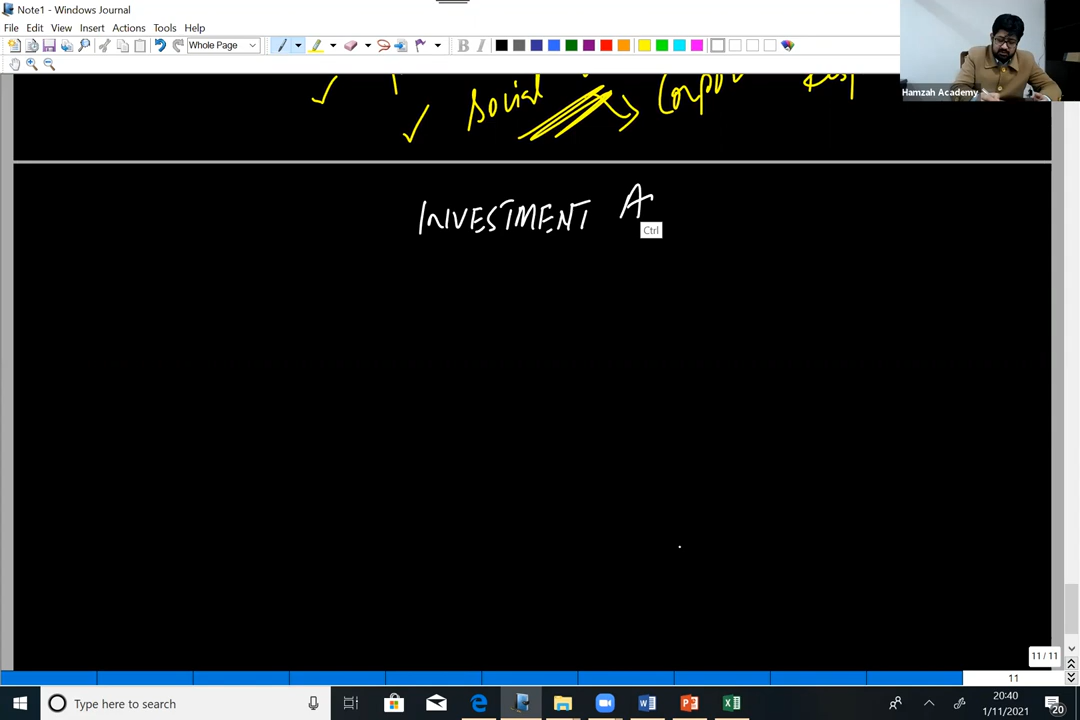 Note1 - Windows Journal
File Edit View Insert Actions Tools Help
Whole Page
B I
Hamzah Academy
Social
INVESTMENT A
Ctrl
11 / 11
11
Type here to search
20:40
1/11/2021
20